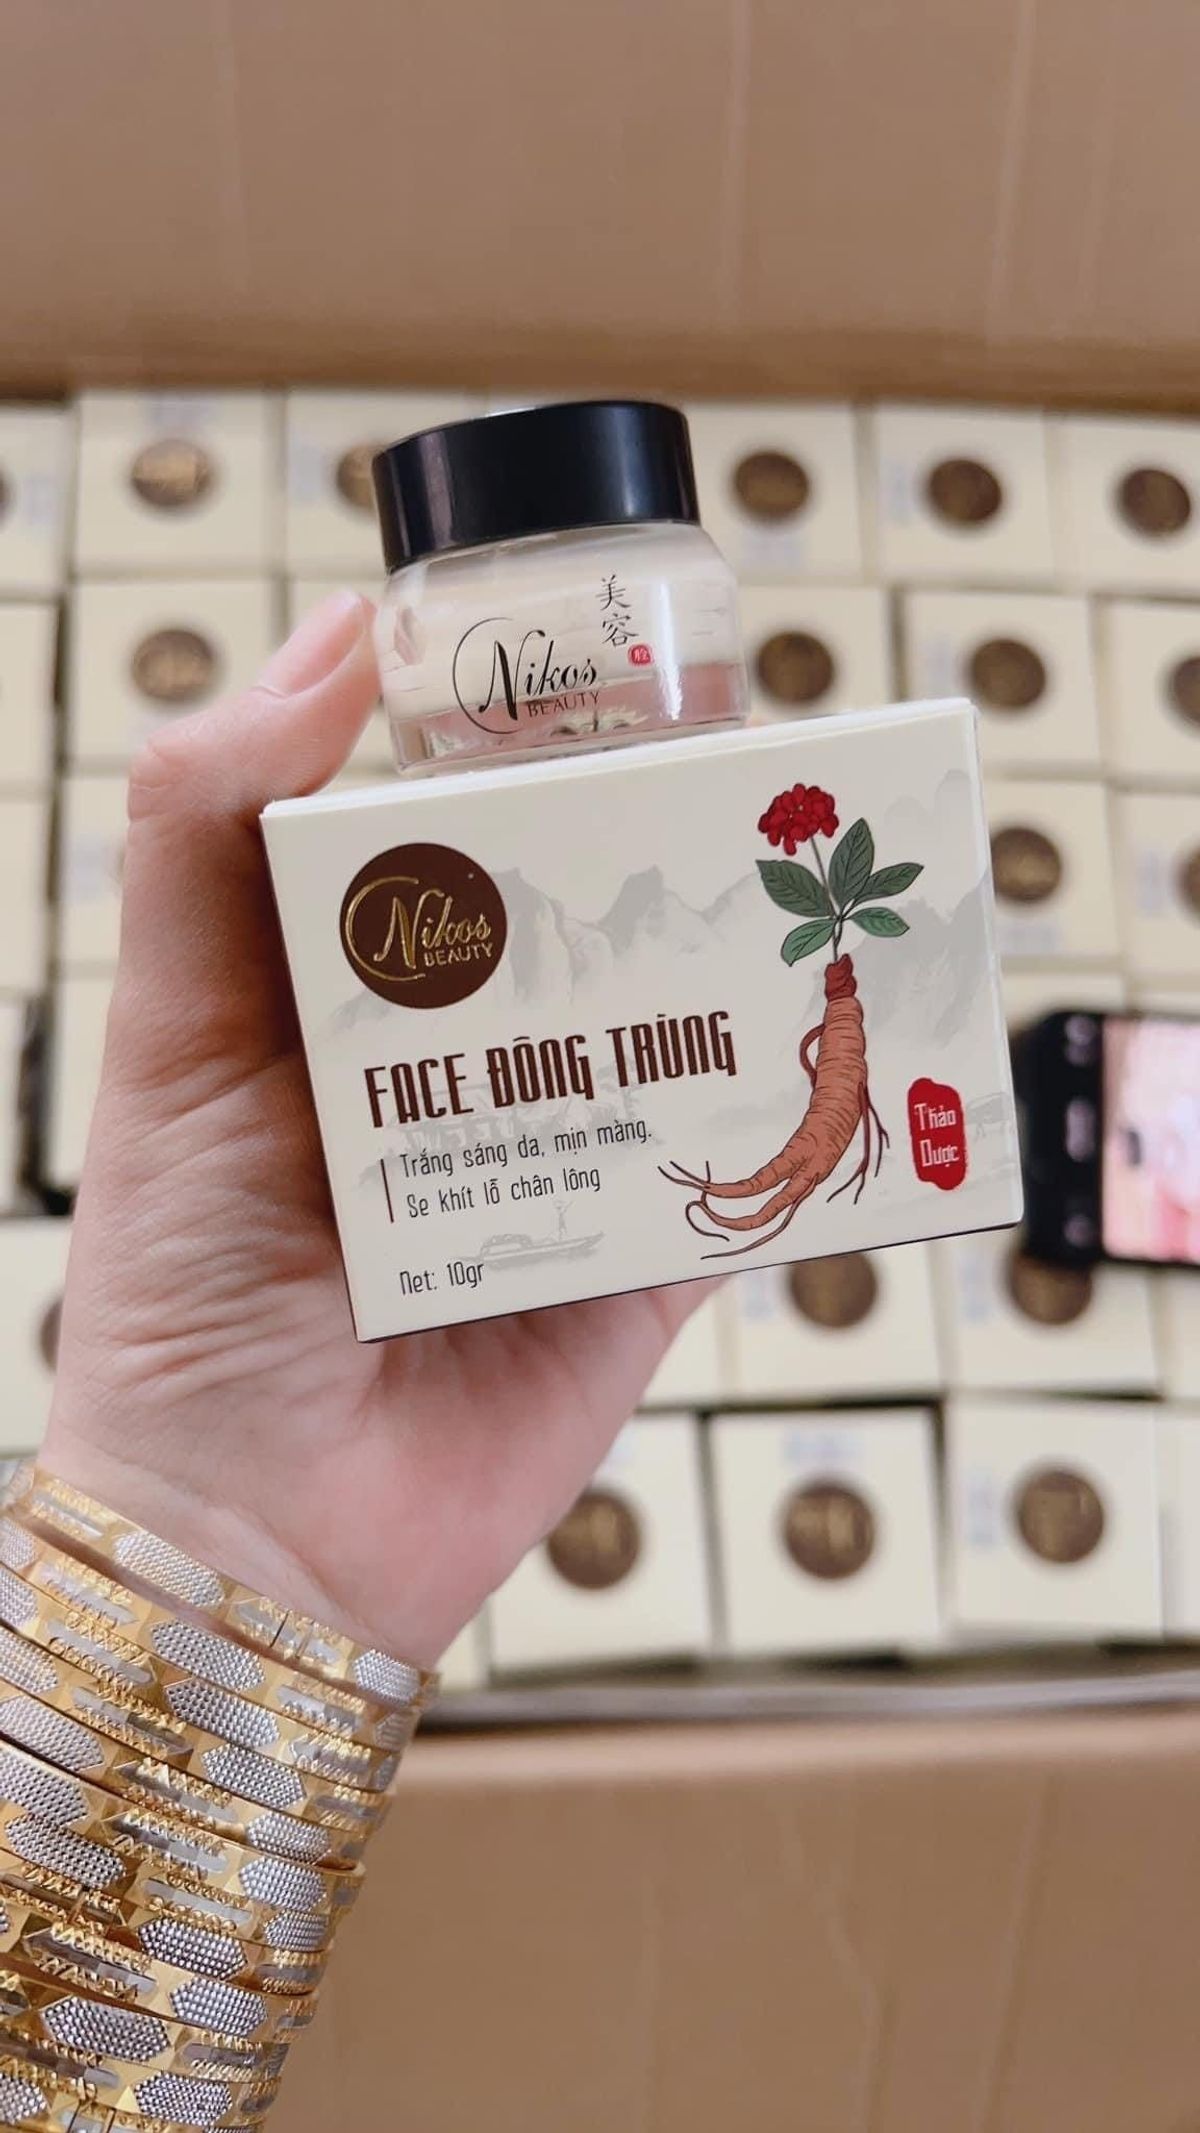 美容
脸
Nikos
BEAUTY
Nikos
BEAUTY
FACE ĐÔNG TRÙNG
Trắng sáng da, mịn màng.
Se khít lỗ chân lông
Thảo
Dược
Net: 10gr